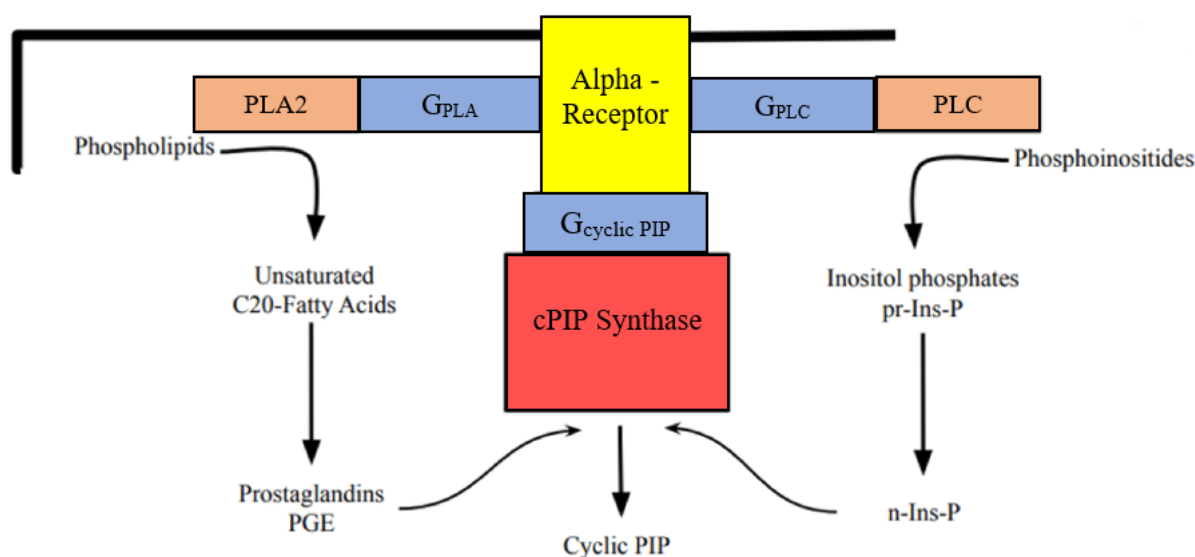 Alpha -
Receptor
PLA2
GPLA
GPLC
PLC
Phospholipids
Phosphoinositides
Gcyclic PIP
Unsaturated
C20-Fatty Acids
Inositol phosphates
pr-Ins-P
cPIP Synthase
Prostaglandins
PGE
n-Ins-P
Cyclic PIP